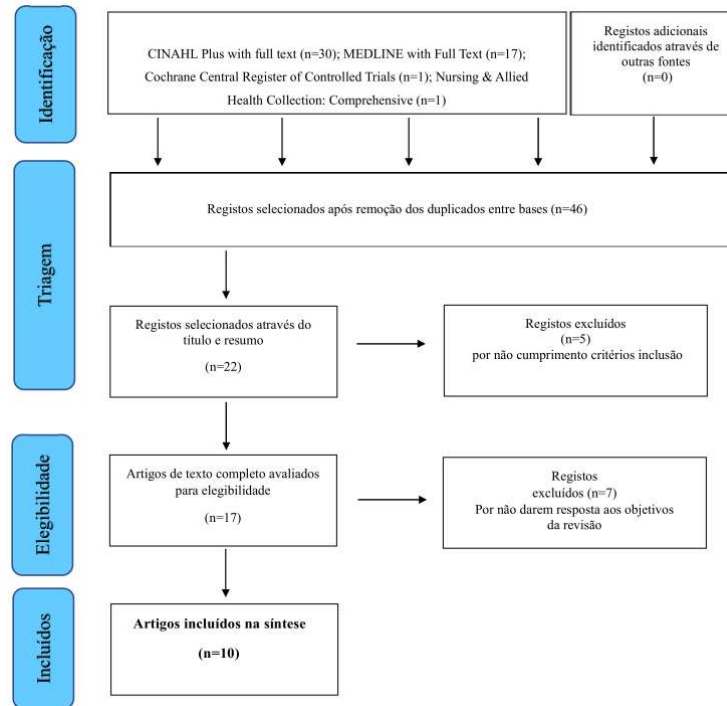 Identificação
CINAHL Plus with full text (n=30); MEDLINE with Full Text (n=17);
Cochrane Central Register of Controlled Trials (n=1); Nursing & Allied
Health Collection: Comprehensive (n=1)
Registos adicionais
identificados através de
outras fontes
(n=0)
Triagem
Registos selecionados após remoção dos duplicados entre bases (n=46)
Registos selecionados através do
título e resumo
(n=22)
Registos excluídos
(n=5)
por não cumprimento critérios inclusão
Elegibilidade
Artigos de texto completo avaliados
para elegibilidade
(n=17)
Registos
excluídos (n=7)
Por não darem resposta aos objetivos
da revisão
Incluídos
Artigos incluídos na síntese
(n=10)